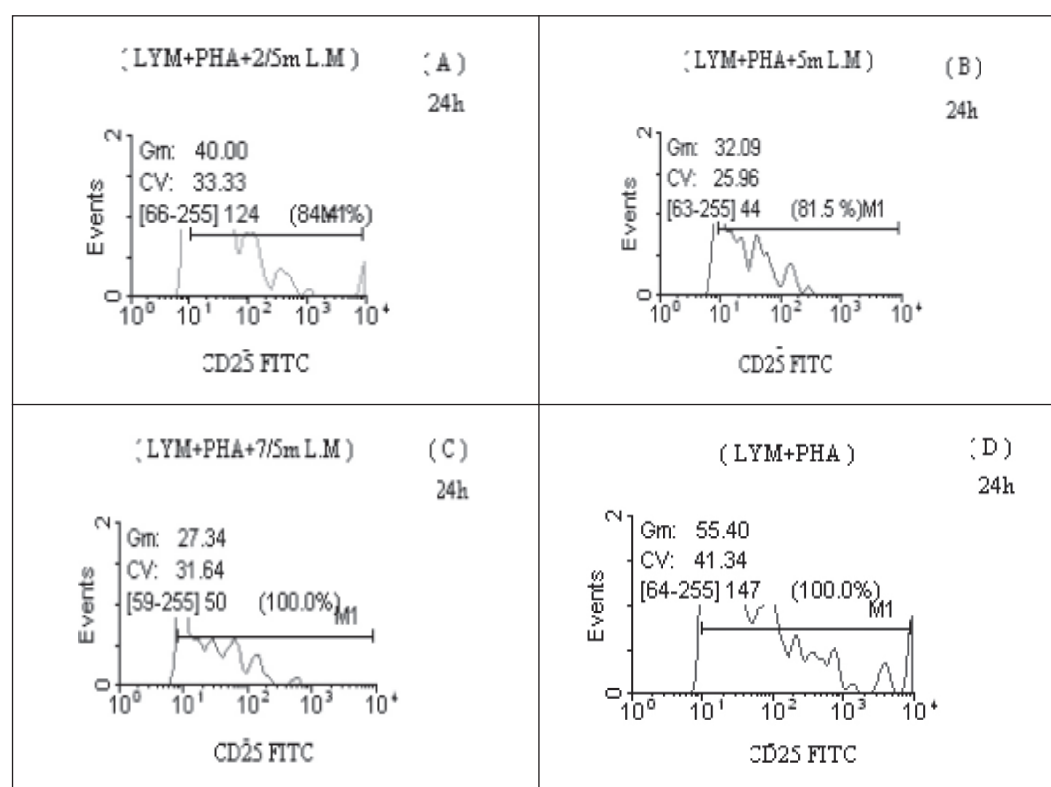 ( LYM+PHA+2/5m L.M ) ( A )
24h
2
Gm: 40.00
CV: 33.33
[66-255] 124
Events
0
10⁰ 10¹ 10² 10³ 10⁴
CD25 FITC
( LYM+PHA+5m L.M ) ( B )
24h
2
Gm: 32.09
CV: 25.96
[63-255] 44 (81.5 %)M1
Events
0
10⁰ 10¹ 10² 10³ 10⁴
CD25 FITC
( LYM+PHA+7/5m L.M ) ( C )
24h
2
Gm: 27.34
CV: 31.64
[59-255] 50 (100.0%)
M1
Events
0
10⁰ 10¹ 10² 10³ 10⁴
CD25 FITC
( LYM+PHA ) ( D )
24h
2
Gm: 55.40
CV: 41.34
[64-255] 147 (100.0%)
M1
Events
0
10⁰ 10¹ 10² 10³ 10⁴
CD25 FITC